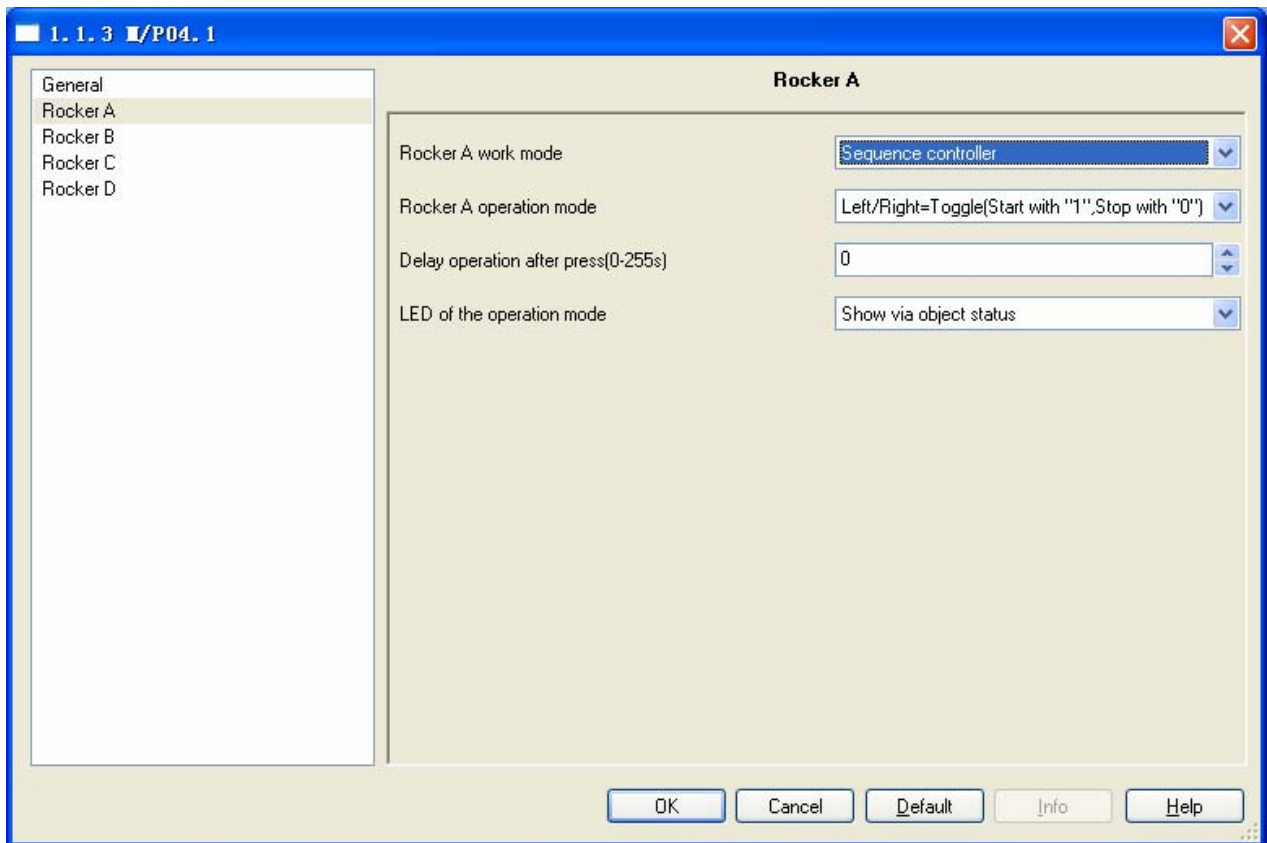 1.1.3 M/P04.1
General
Rocker A
Rocker B
Rocker C
Rocker D
Rocker A
Rocker A work mode
Sequence controller
Rocker A operation mode
Left/Right=Toggle(Start with "1",Stop with "0")
Delay operation after press(0-255s)
0
LED of the operation mode
Show via object status
OK
Cancel
Default
Info
Help